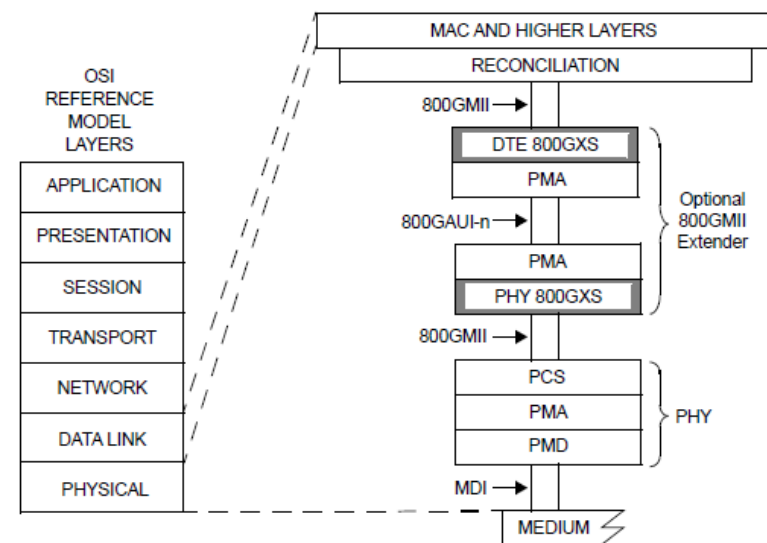 OSI
REFERENCE
MODEL
LAYERS
APPLICATION
PRESENTATION
SESSION
TRANSPORT
NETWORK
DATA LINK
PHYSICAL
MAC AND HIGHER LAYERS
RECONCILIATION
800GMII
DTE 800GXS
PMA
800GAUI-n
PMA
PHY 800GXS
Optional
800GMII
Extender
800GMII
PCS
PMA
PMD
PHY
MDI
MEDIUM